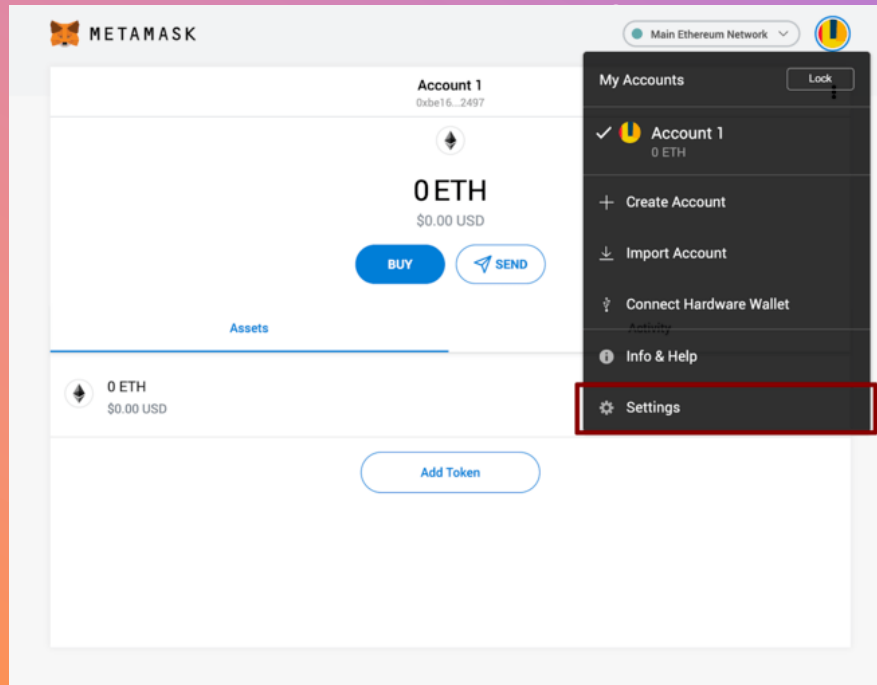 METAMASK
Main Ethereum Network
Account 1
0xbe16...2497
0 ETH
$0.00 USD
BUY
SEND
Assets
Activity
0 ETH
$0.00 USD
Add Token
My Accounts
Lock
Account 1
0 ETH
Create Account
Import Account
Connect Hardware Wallet
Info & Help
Settings